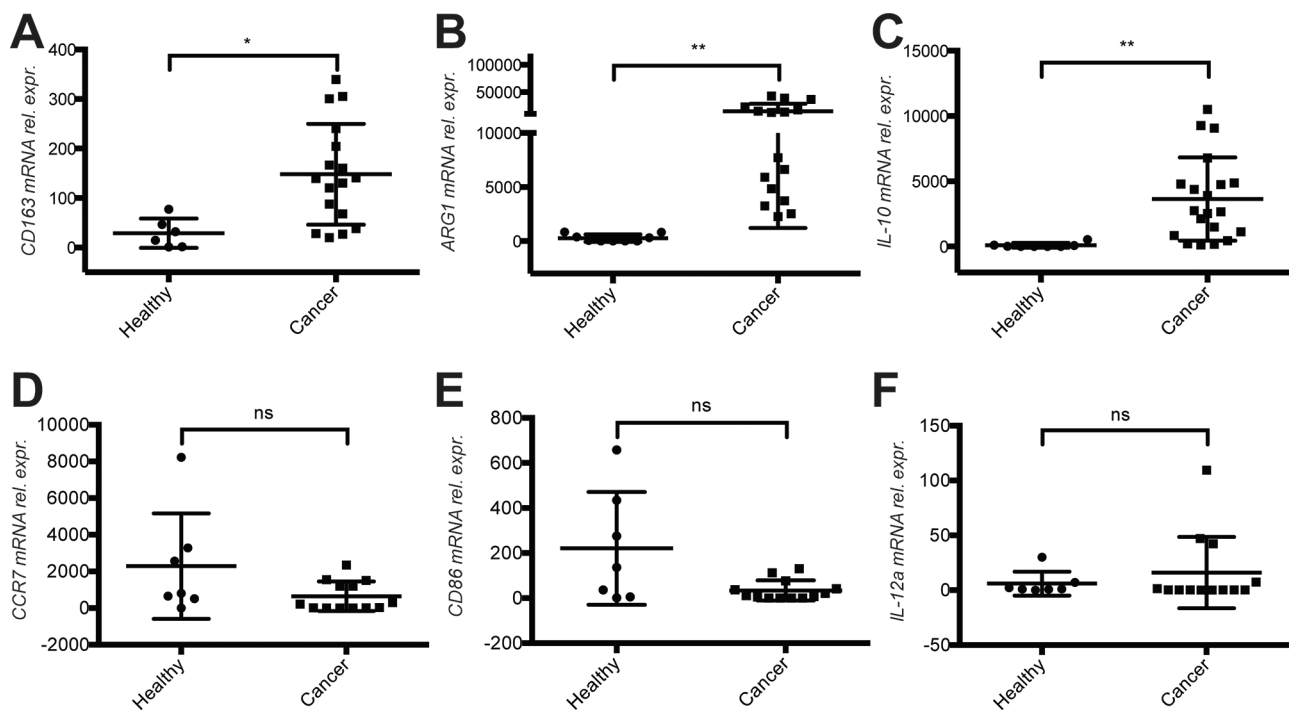 A
CD163 mRNA rel. expr.
400
300
200
100
0
*
Healthy
Cancer
B
ARG1 mRNA rel. expr.
100000
50000
10000
5000
0
**
Healthy
Cancer
C
IL-10 mRNA rel. expr.
15000
10000
5000
0
**
Healthy
Cancer
D
CCR7 mRNA rel. expr.
10000
8000
6000
4000
2000
0
-2000
ns
Healthy
Cancer
E
CD86 mRNA rel. expr.
800
600
400
200
0
-200
ns
Healthy
Cancer
F
IL-12a mRNA rel. expr.
150
100
50
0
-50
ns
Healthy
Cancer